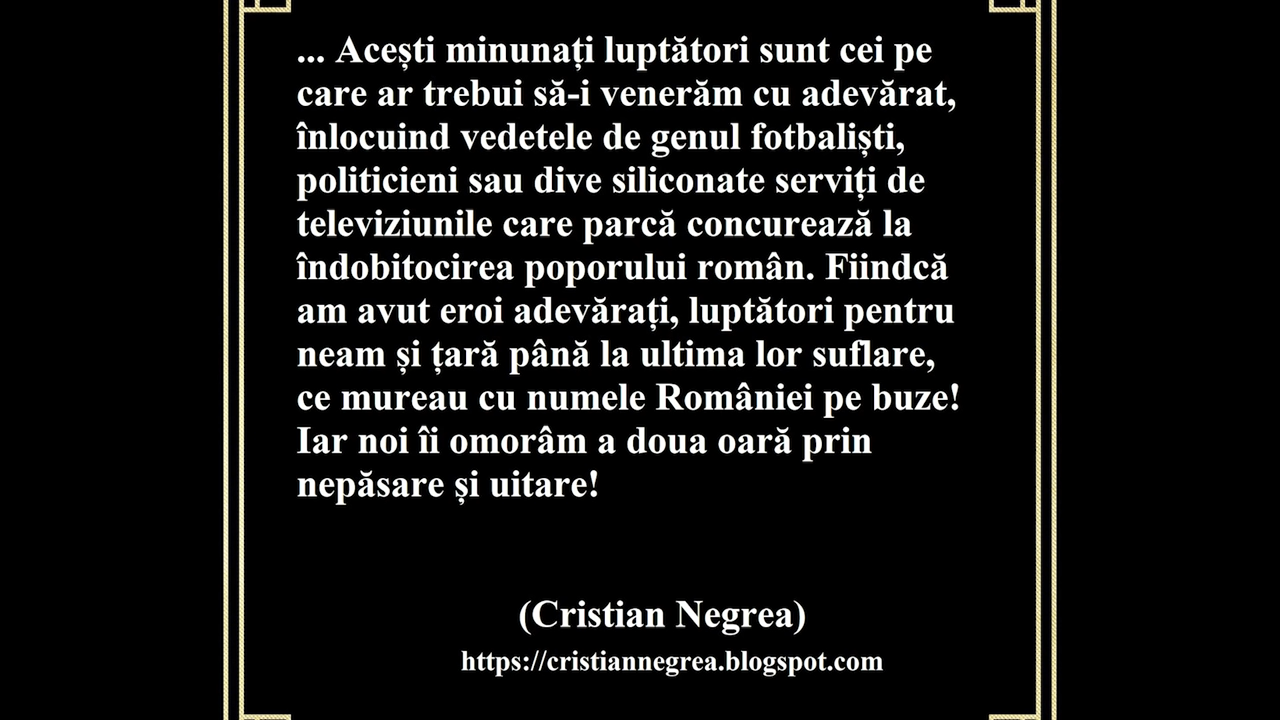 ... Acești minunați luptători sunt cei pe
care ar trebui să-i venerăm cu adevărat,
înlocuind vedetele de genul fotbaliști,
politicieni sau dive siliconate serviți de
televiziunile care parcă concurează la
îndobitocirea poporului român. Fiindcă
am avut eroi adevărați, luptători pentru
neam și țară până la ultima lor suflare,
ce mureau cu numele României pe buze!
Iar noi îi omorâm a doua oară prin
nepăsare și uitare!
(Cristian Negrea)
https://cristiannegrea.blogspot.com